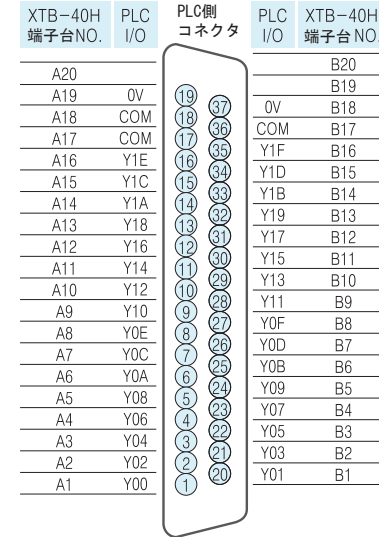 XTB-40H PLC PLC側 PLC XTB-40H
端子台NO. I/O コネクタ I/O 端子台NO.
B20
A20 B19
A19 0V 19 37 0V B18
A18 COM 18 36 COM B17
A17 COM 17 35 Y1F B16
A16 Y1E 16 34 Y1D B15
A15 Y1C 15 33 Y1B B14
A14 Y1A 14 32 Y19 B13
A13 Y18 13 31 Y17 B12
A12 Y16 12 30 Y15 B11
A11 Y14 11 29 Y13 B10
A10 Y12 10 28 Y11 B9
A9 Y10 9 27 Y0F B8
A8 Y0E 8 26 Y0D B7
A7 Y0C 7 25 Y0B B6
A6 Y0A 6 24 Y09 B5
A5 Y08 5 23 Y07 B4
A4 Y06 4 22 Y05 B3
A3 Y04 3 21 Y03 B2
A2 Y02 2 20 Y01 B1
A1 Y00 1